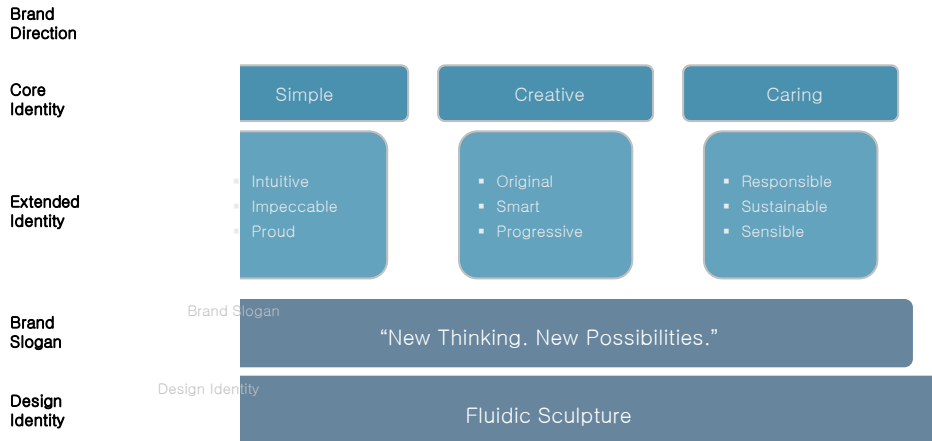 Brand
Direction
Core
Identity
Simple
Creative
Caring
Extended
Identity
▪ Intuitive
▪ Impeccable
▪ Proud
▪ Original
▪ Smart
▪ Progressive
▪ Responsible
▪ Sustainable
▪ Sensible
Brand
Slogan
Brand Slogan
“New Thinking. New Possibilities.”
Design
Identity
Design Identity
Fluidic Sculpture